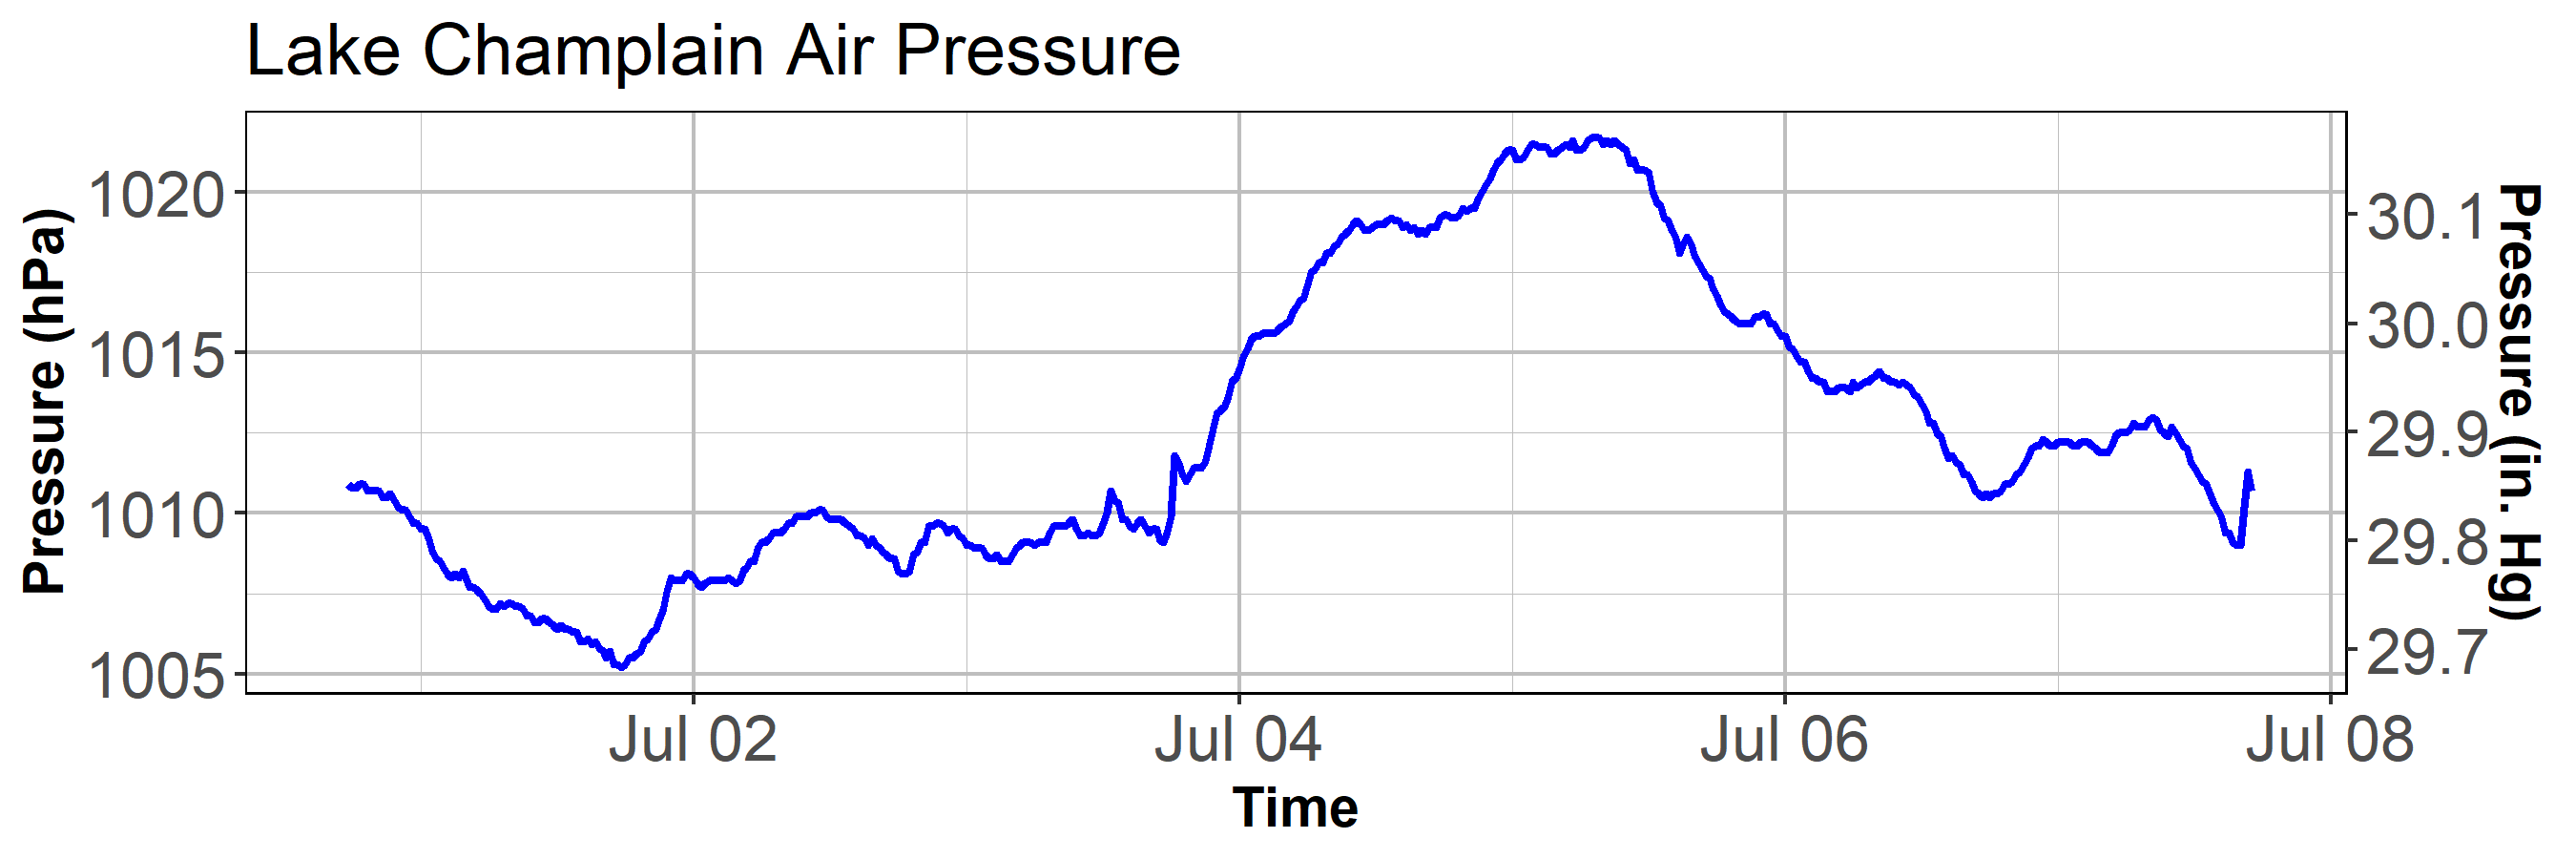 Lake Champlain Air Pressure
Pressure (hPa)
1020
1015
1010
1005
30.1
30.0
29.9
29.8
29.7
Pressure (in. Hg)
Jul 02 Jul 04 Jul 06 Jul 08
Time